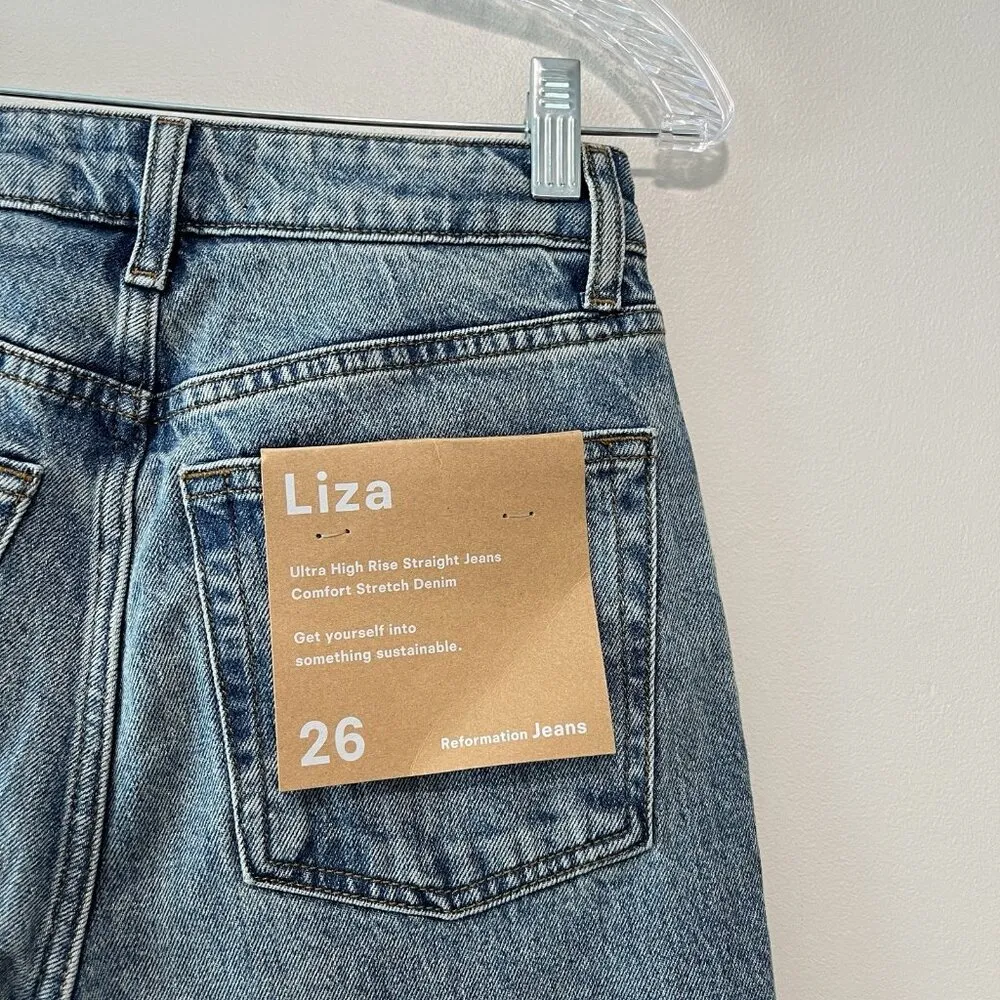 Liza
Ultra High Rise Straight Jeans
Comfort Stretch Denim
Get yourself into
something sustainable.
26
Reformation Jeans